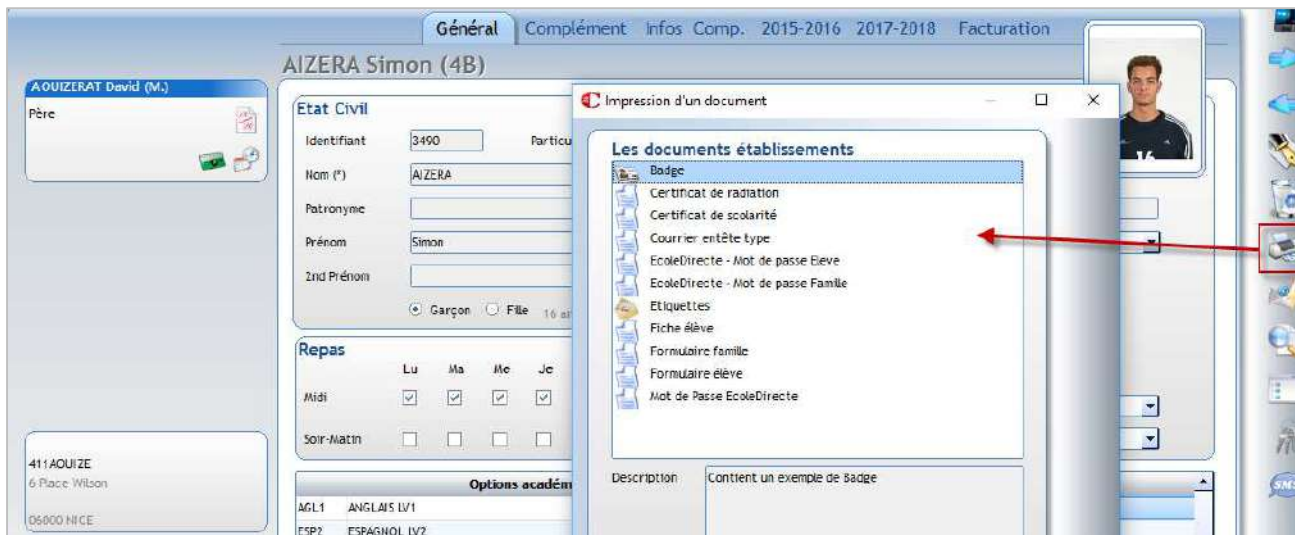 Général Complément Infos Comp. 2015-2016 2017-2018 Facturation
AIZERA Simon (4B)
AOUIZERAT David (M.)
Père
Etat Civil
Identifiant 3490
Nom (*) AIZERA
Patronyme
Prénom Simon
2nd Prénom
Garçon Fille 16
Repas
Lu Ma Me Je
Midi
Soir-Matin
411AOUIZE
6 Place Wilson
06000 NICE
Options académ
AGL1 ANGLAIS LV1
ESP2 ESPAGNOL LV2
Impression d'un document
Les documents établissements
Badge
Certificat de radiation
Certificat de scolarité
Courrier entête type
EcoleDirecte - Mot de passe Eleve
EcoleDirecte - Mot de passe Famille
Etiquettes
Fiche élève
Formulaire famille
Formulaire élève
Mot de Passe EcoleDirecte
Description Contient un exemple de Badge
16
SMS